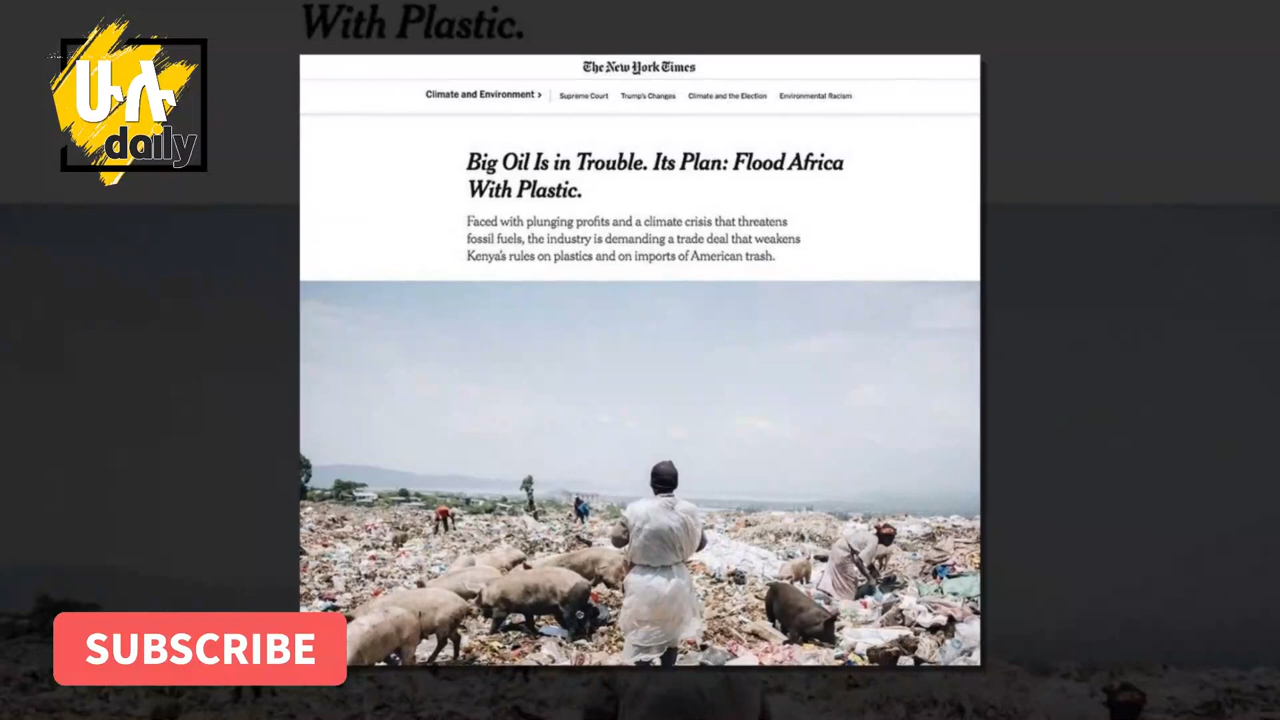 With Plastic.
ሁሉ
daily
The New York Times
Climate and Environment › Supreme Court Trump's Changes Climate and the Election Environmental Racism
Big Oil Is in Trouble. Its Plan: Flood Africa
With Plastic.
Faced with plunging profits and a climate crisis that threatens
fossil fuels, the industry is demanding a trade deal that weakens
Kenya's rules on plastics and on imports of American trash.
SUBSCRIBE